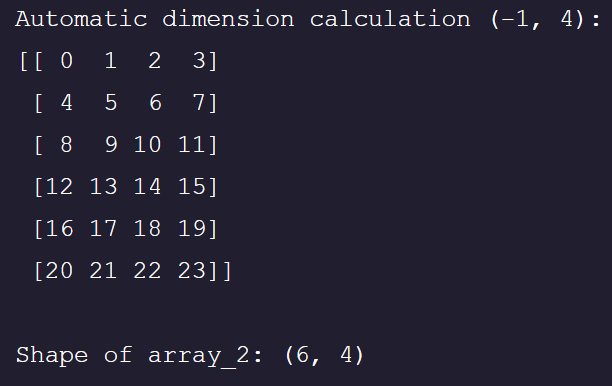 Automatic dimension calculation (-1, 4):
[[ 0  1  2  3]
 [ 4  5  6  7]
 [ 8  9 10 11]
 [12 13 14 15]
 [16 17 18 19]
 [20 21 22 23]]
Shape of array_2: (6, 4)